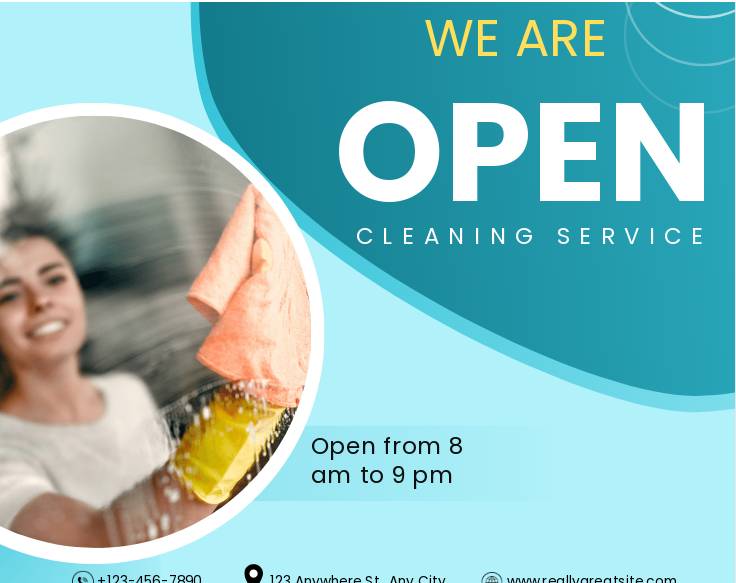 WE ARE
OPEN
CLEANING SERVICE
Open from 8
am to 9 pm
+123-456-7890 123 Anywhere St., Any City www.reallygreatsite.com